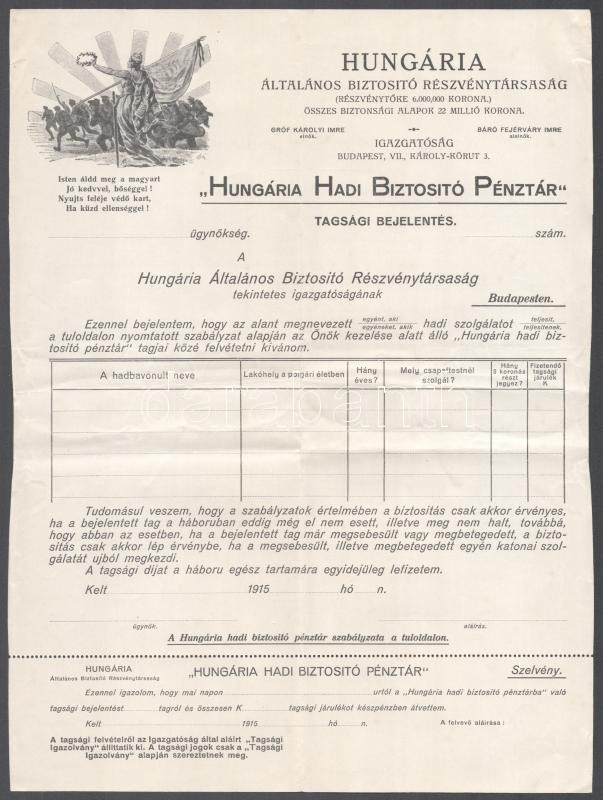 HUNGÁRIA
ÁLTALÁNOS BIZTOSITÓ RÉSZVÉNYTÁRSASÁG
(RÉSZVÉNYTŐKE 6.000,000 KORONA.)
ÖSSZES BIZTONSÁGI ALAPOK 22 MILLIÓ KORONA.
GRÓF KÁROLYI IMRE BÁRÓ FEJÉRVÁRY IMRE
elnök. alelnök.
IGAZGATÓSÁG
BUDAPEST, VII., KÁROLY-KÖRUT 3.
Isten áldd meg a magyart
Jó kedvvel, bőséggel!
Nyujts feléje védő kart,
Ha küzd ellenséggel!
„HUNGÁRIA HADI BIZTOSITÓ PÉNZTÁR"
TAGSÁGI BEJELENTÉS.
ügynökség. szám.
A
Hungária Általános Biztositó Részvénytársaság
tekintetes igazgatóságának
Budapesten.
Ezennel bejelentem, hogy az alant megnevezett egyént, aki egyéneket, akik hadi szolgálatot teljesit, teljesitenek.
a tuloldalon nyomtatott szabályzat alapján az Önök kezelése alatt álló „Hungária hadi biz-
tositó pénztár" tagjai közé felvétetni kivánom.
A hadbavonult neve Lakóhely a polgári életben Hány éves? Mely csapattestnél szolgál? Hány 5 koronás részt jegyez? Fizetendő tagsági járulék K
darabanth
Tudomásul veszem, hogy a szabályzatok értelmében a biztositás csak akkor érvényes,
ha a bejelentett tag a háboruban eddig még el nem esett, illetve meg nem halt, továbbá,
hogy abban az esetben, ha a bejelentett tag már megsebesült vagy megbetegedett, a bizto-
sitás csak akkor lép érvénybe, ha a megsebesült, illetve megbetegedett egyén katonai szol-
gálatát ujból megkezdi.
A tagsági dijat a háboru egész tartamára egyidejüleg lefizetem.
Kelt 1915 hó n.
ügynök. aláirás.
A Hungária hadi biztositó pénztár szabályzata a tuloldalon.
HUNGÁRIA
Általános Biztositó Részvénytársaság
„HUNGÁRIA HADI BIZTOSITÓ PÉNZTÁR" Szelvény.
Ezennel igazolom, hogy mai napon urtól a „Hungária hadi biztositó pénztárba" való
tagsági bejelentést tagról és összesen K tagsági járulékot készpénzben átvettem.
Kelt 1915 hó n. A felvevő aláirása:
A tagsági felvételről az Igazgatóság által aláirt „Tagsági
Igazolvány" állittatik ki. A tagsági jogok csak a „Tagsági
Igazolvány" alapján szereztetnek meg.